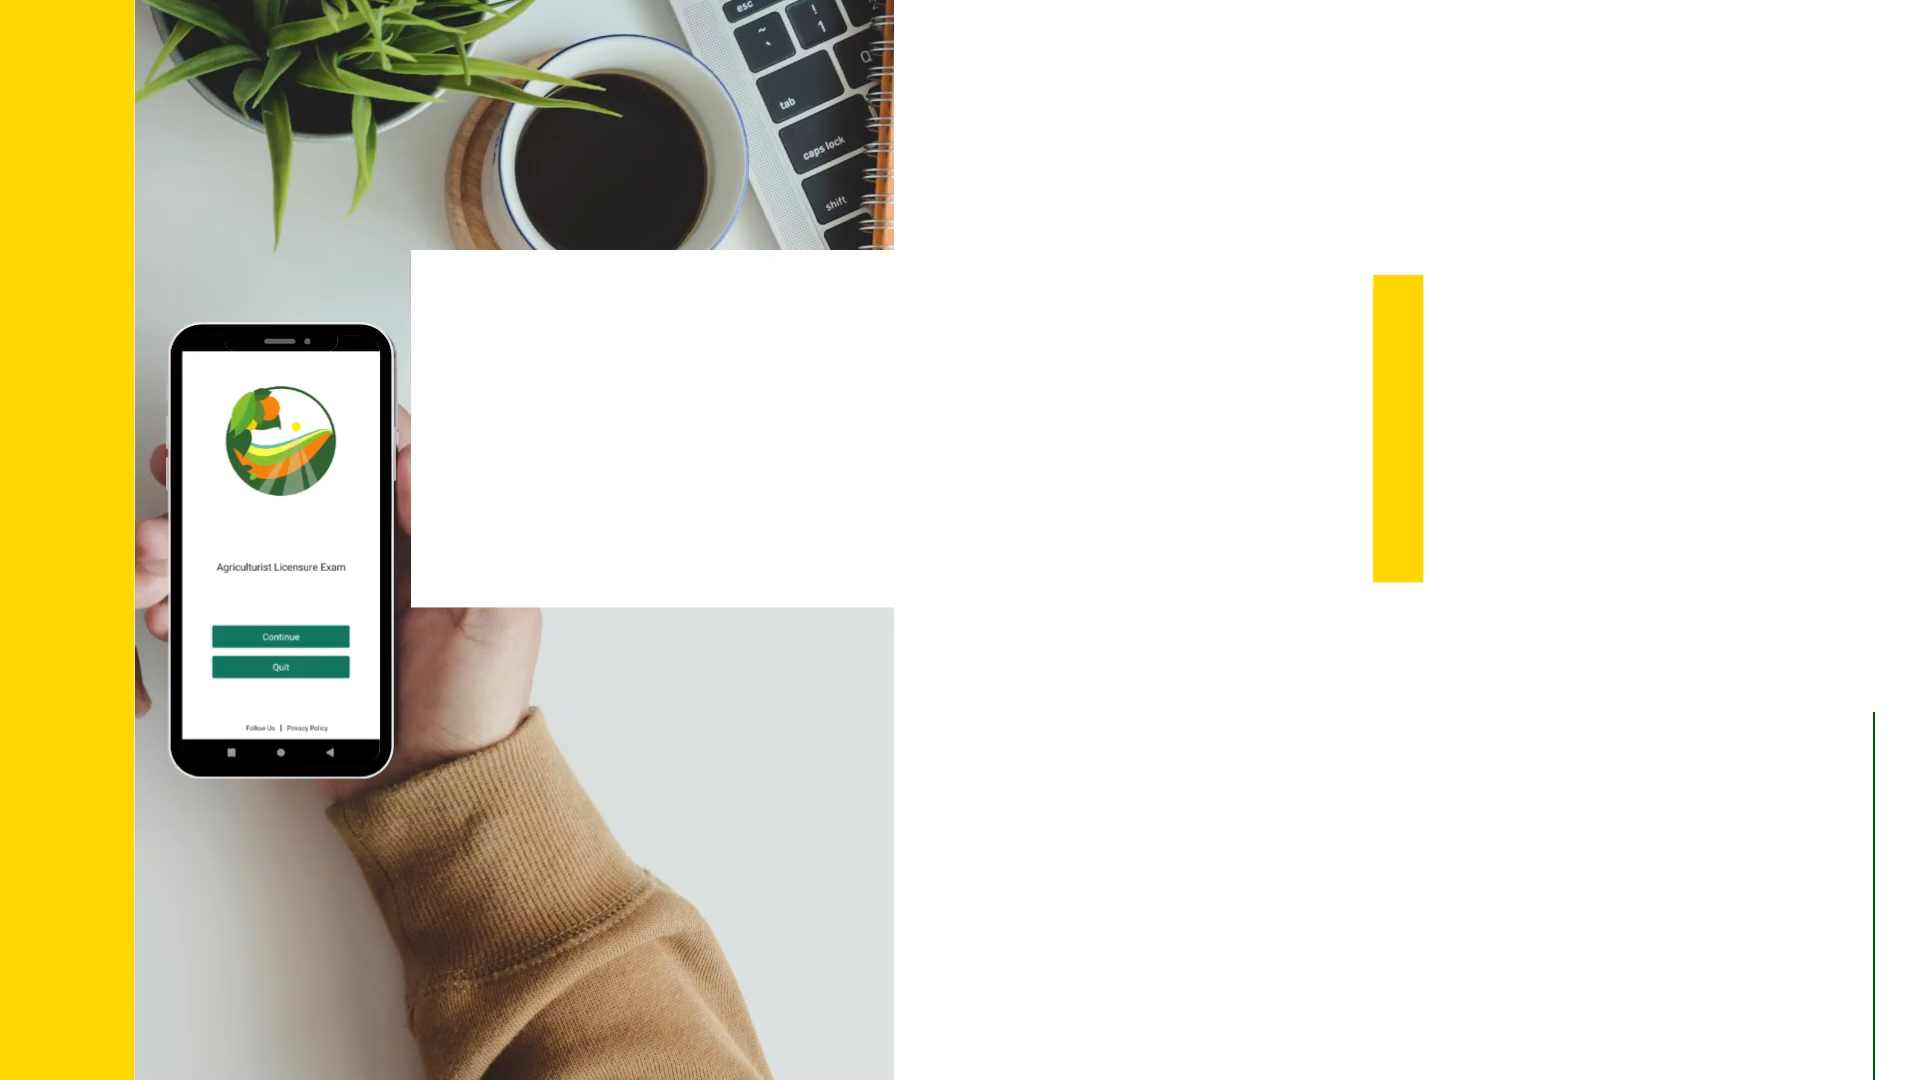 esc
~
`
!
1
Q
tab
caps lock
shift
Agriculturist Licensure Exam
Continue
Quit
Follow Us | Privacy Policy